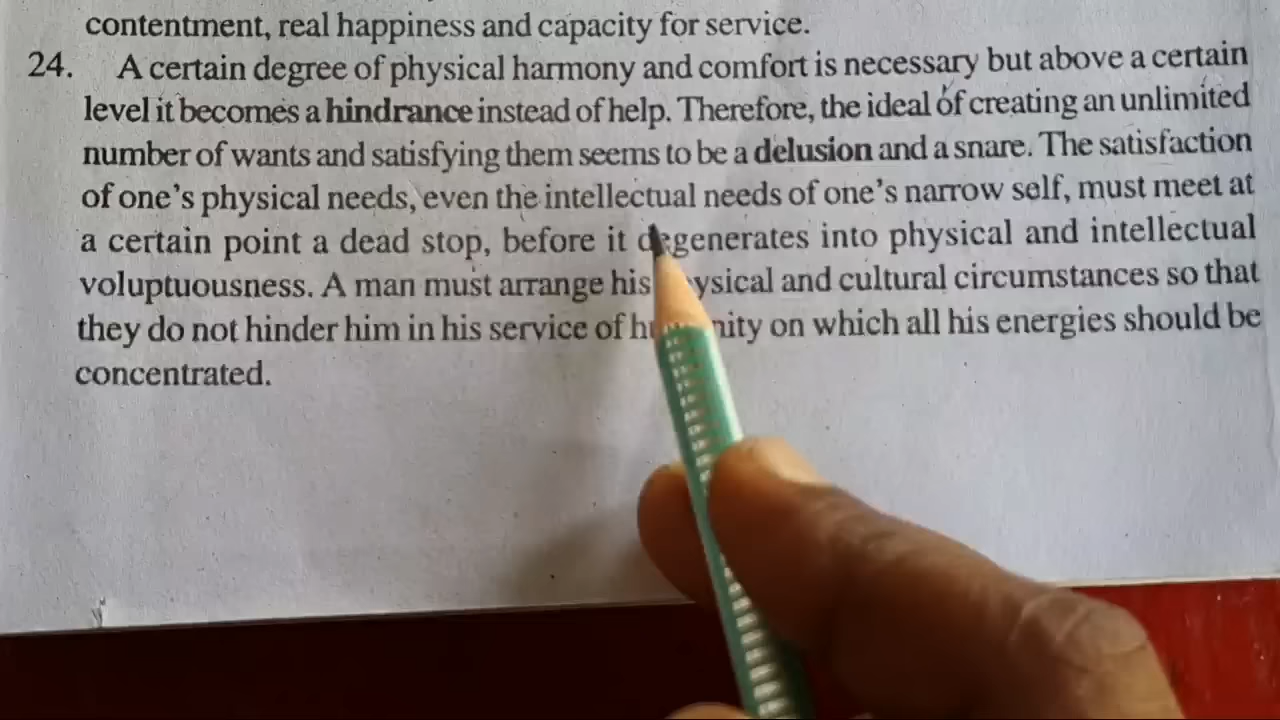 contentment, real happiness and capacity for service.
24. A certain degree of physical harmony and comfort is necessary but above a certain
level it becomes a hindrance instead of help. Therefore, the ideal of creating an unlimited
number of wants and satisfying them seems to be a delusion and a snare. The satisfaction
of one's physical needs, even the intellectual needs of one's narrow self, must meet at
a certain point a dead stop, before it degenerates into physical and intellectual
voluptuousness. A man must arrange his physical and cultural circumstances so that
they do not hinder him in his service of humanity on which all his energies should be
concentrated.